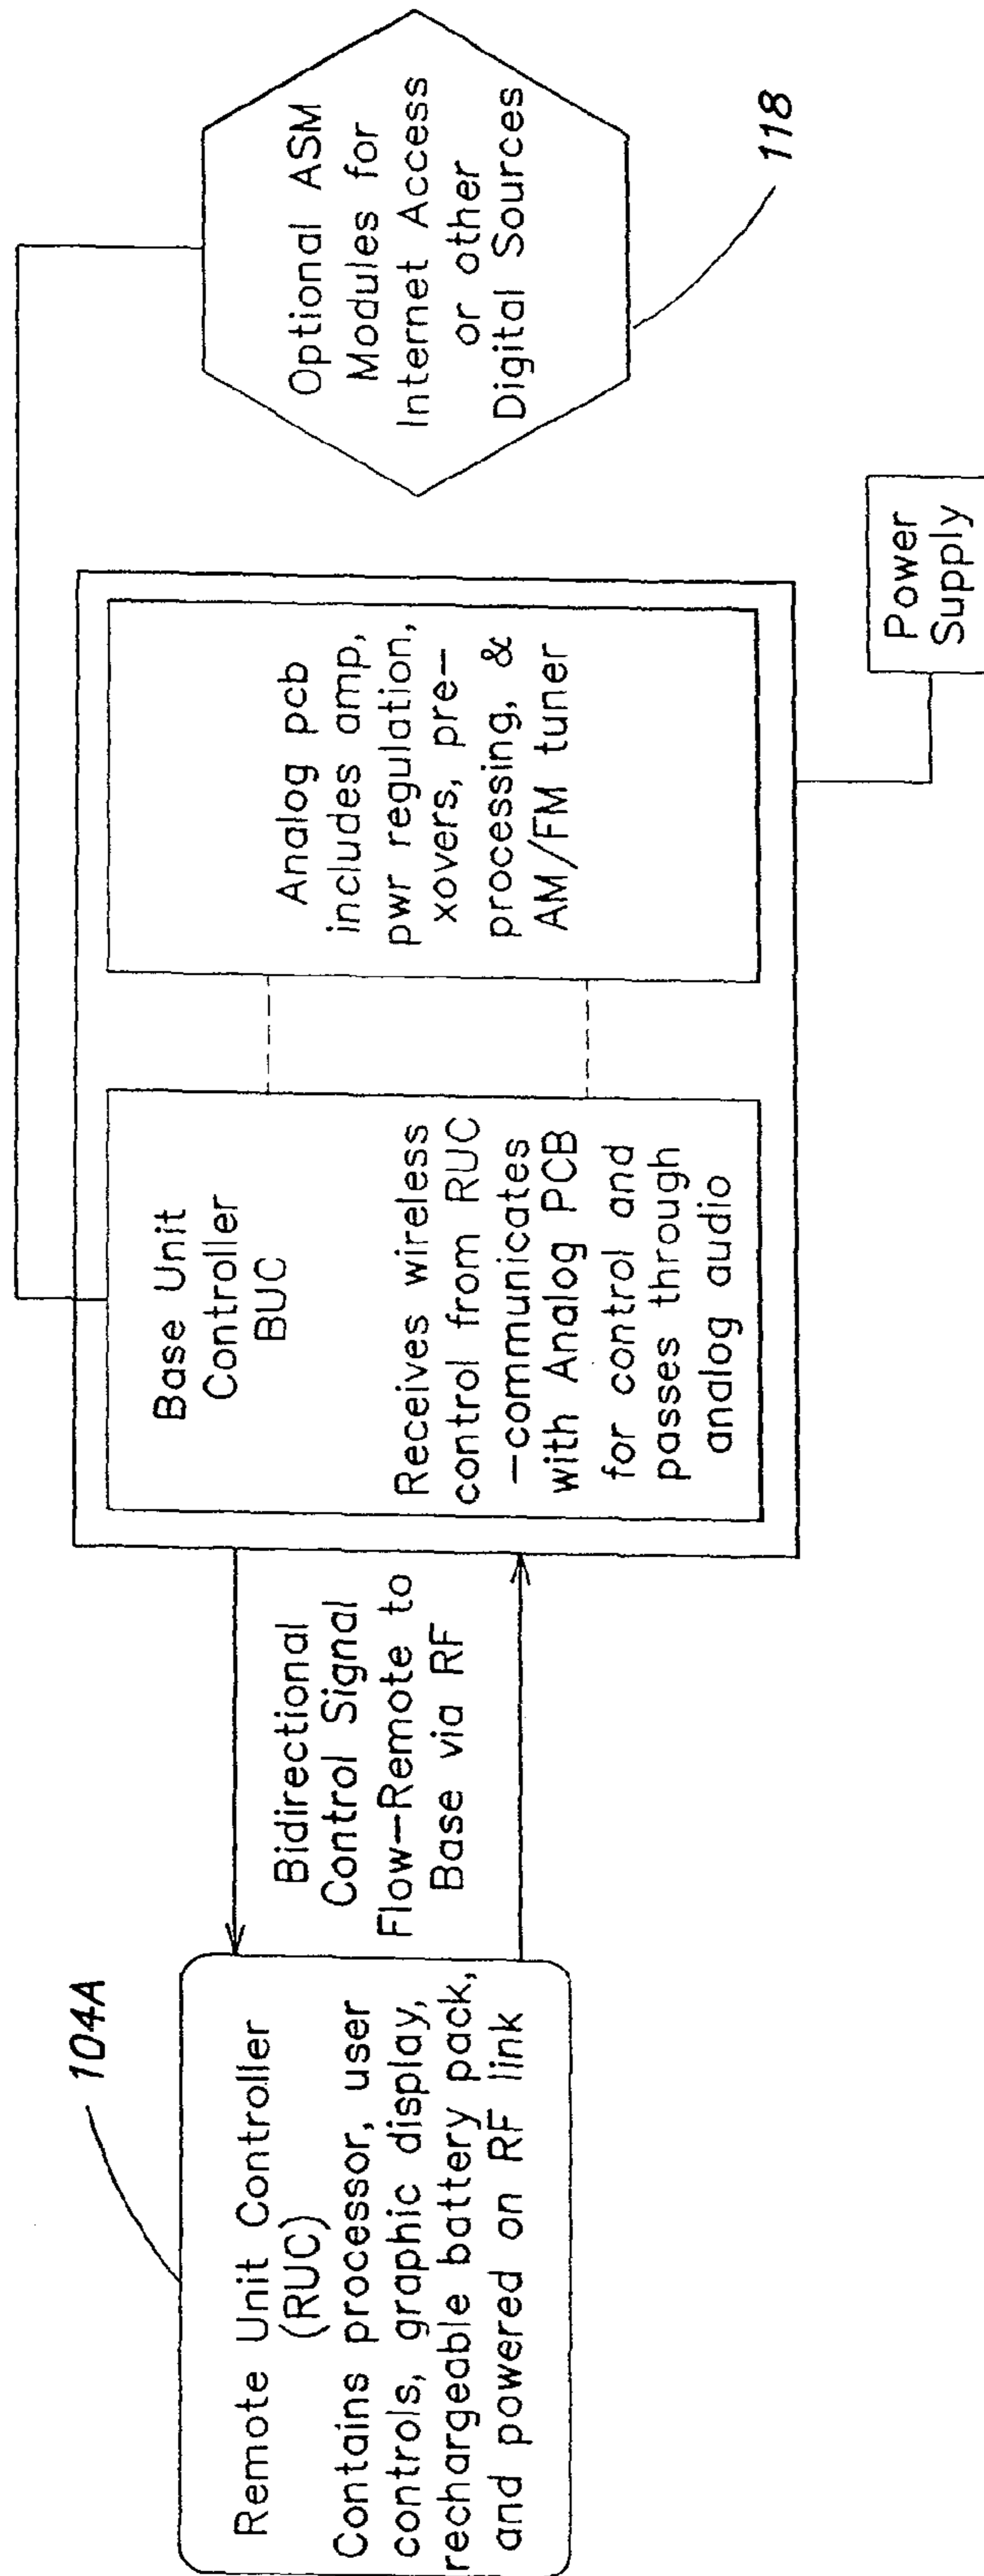 104A
Remote Unit Controller
(RUC)
Contains processor, user
controls, graphic display,
rechargeable battery pack,
and powered on RF link
Bidirectional
Control Signal
Flow-Remote to
Base via RF
Base Unit
Controller
BUC
Receives wireless
control from RUC
-communicates
with Analog PCB
for control and
passes through
analog audio
Analog pcb
includes amp,
pwr regulation,
xovers, pre-
processing, &
AM/FM tuner
Power
Supply
Optional ASM
Modules for
Internet Access
or other
Digital Sources
118